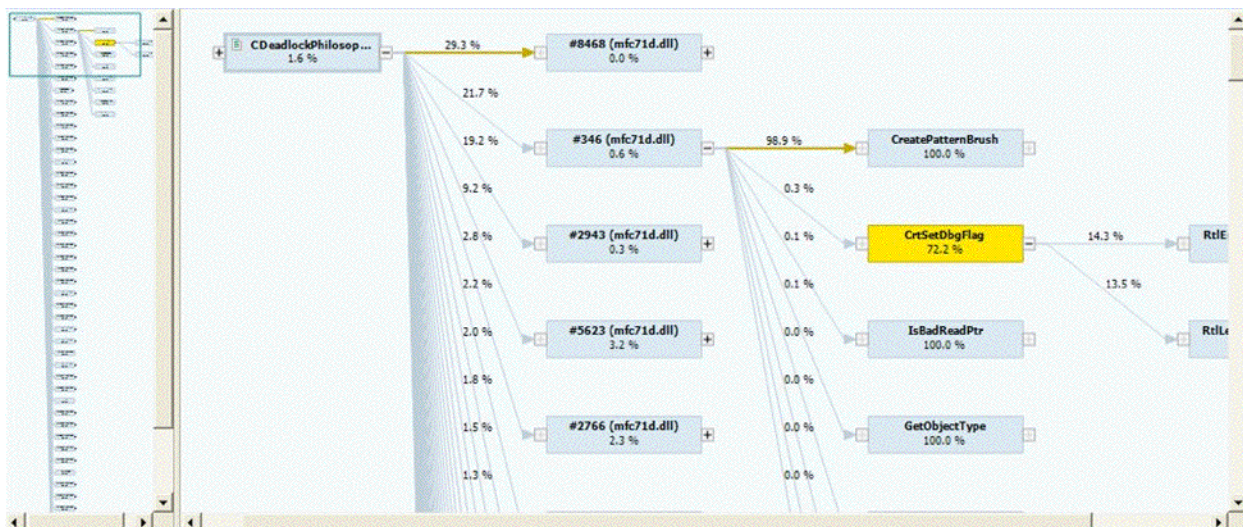 CDeadlockPhilosop...
1.6 %
29.3 %
#8468 (mfc71d.dll)
0.0 %
21.7 %
19.2 %
#346 (mfc71d.dll)
0.6 %
98.9 %
CreatePatternBrush
100.0 %
9.2 %
0.3 %
2.8 %
#2943 (mfc71d.dll)
0.3 %
0.1 %
CrtSetDbgFlag
72.2 %
14.3 %
RtlE
2.2 %
0.1 %
13.5 %
2.0 %
#5623 (mfc71d.dll)
3.2 %
0.0 %
IsBadReadPtr
100.0 %
RtlLe
1.8 %
0.0 %
1.5 %
#2766 (mfc71d.dll)
2.3 %
0.0 %
GetObjectType
100.0 %
1.3 %
0.0 %